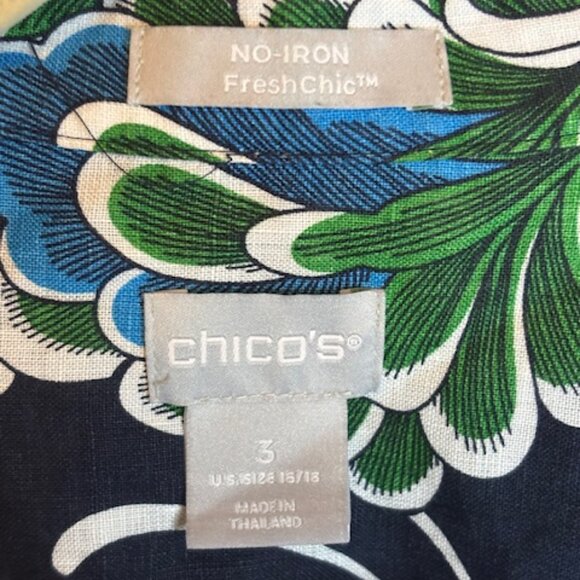 NO-IRON
FreshChic™
chico's®
3
U.S. SIZE 16/18
MADE IN
THAILAND